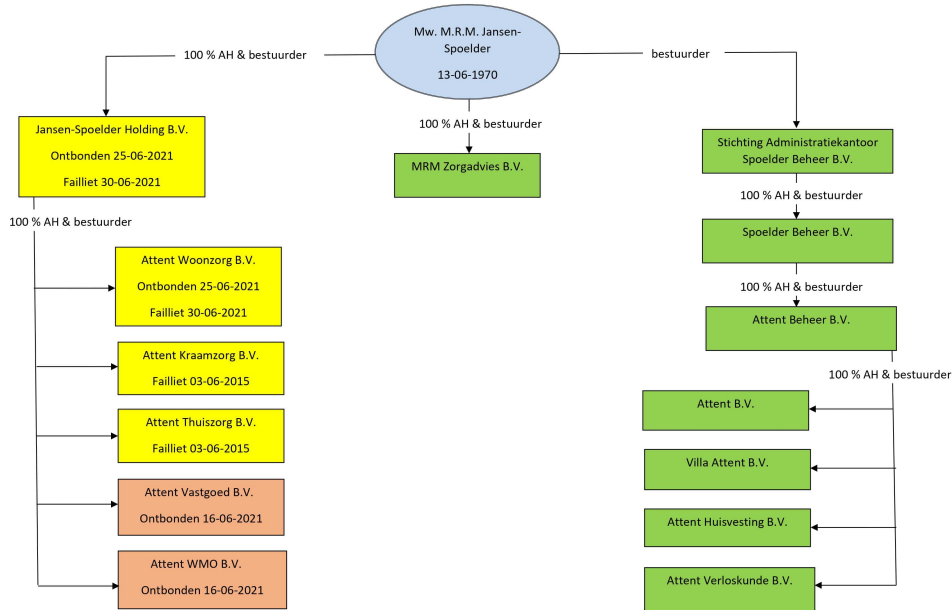 Mw. M.R.M. Jansen-
Spoelder
13-06-1970
100 % AH & bestuurder
bestuurder
100 % AH & bestuurder
Jansen-Spoelder Holding B.V.
Ontbonden 25-06-2021
Failliet 30-06-2021
MRM Zorgadvies B.V.
Stichting Administratiekantoor
Spoelder Beheer B.V.
100 % AH & bestuurder
100 % AH & bestuurder
Spoelder Beheer B.V.
Attent Woonzorg B.V.
Ontbonden 25-06-2021
Failliet 30-06-2021
100 % AH & bestuurder
Attent Beheer B.V.
Attent Kraamzorg B.V.
Failliet 03-06-2015
100 % AH & bestuurder
Attent Thuiszorg B.V.
Failliet 03-06-2015
Attent B.V.
Villa Attent B.V.
Attent Vastgoed B.V.
Ontbonden 16-06-2021
Attent Huisvesting B.V.
Attent WMO B.V.
Ontbonden 16-06-2021
Attent Verloskunde B.V.